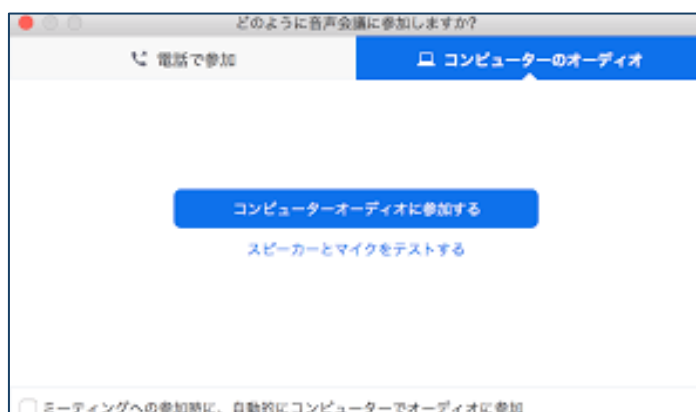 どのように音声会議に参加しますか?
電話で参加
コンピューターのオーディオ
コンピューターオーディオに参加する
スピーカーとマイクをテストする
ミーティングへの参加時に、自動的にコンピューターでオーディオに参加